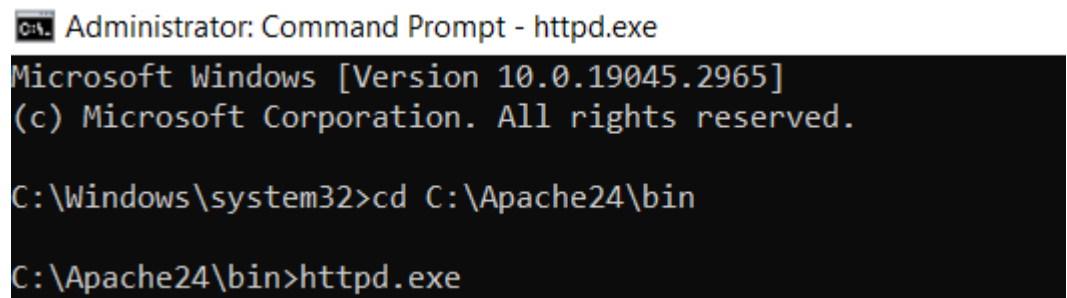 Administrator: Command Prompt - httpd.exe
Microsoft Windows [Version 10.0.19045.2965]
(c) Microsoft Corporation. All rights reserved.
C:\Windows\system32>cd C:\Apache24\bin
C:\Apache24\bin>httpd.exe